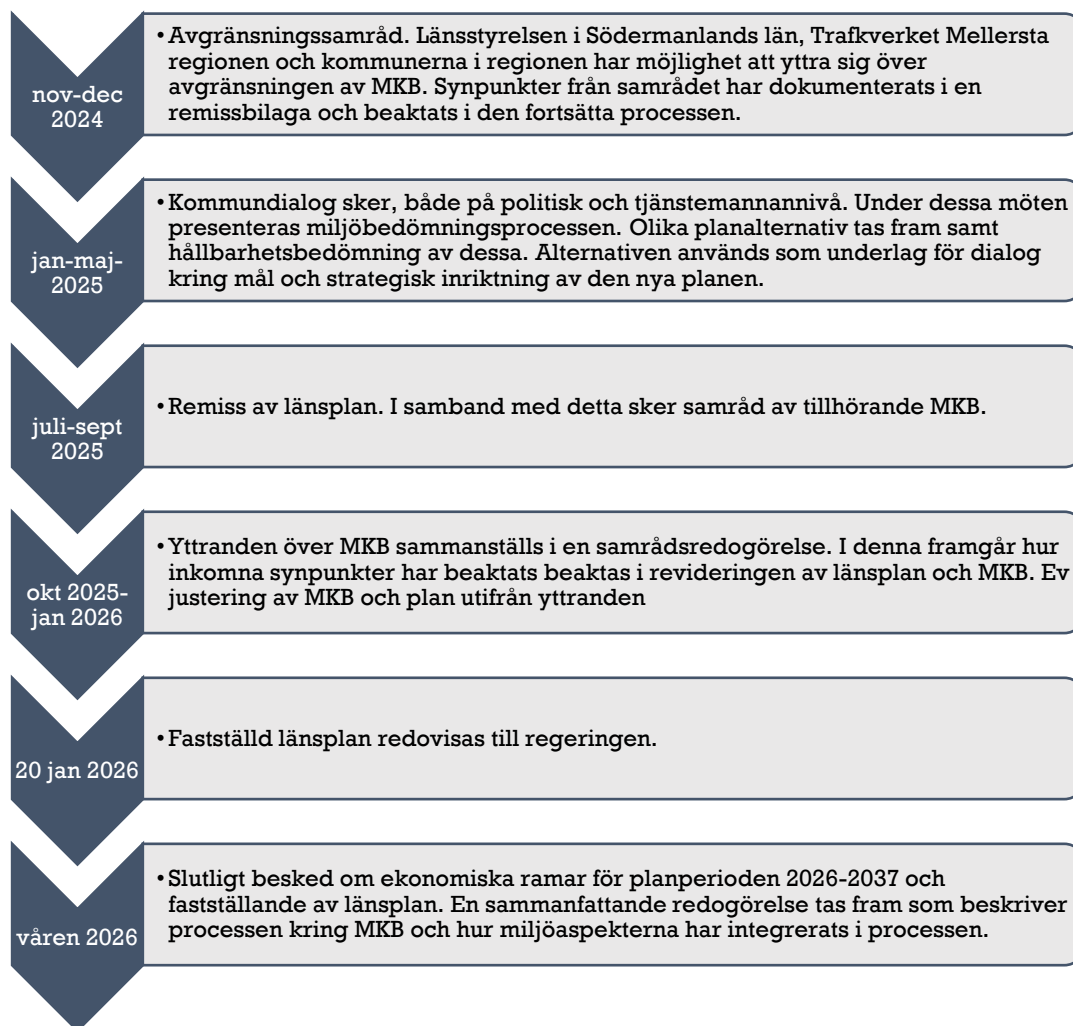 nov-dec
2024
• Avgränsningssamråd. Länsstyrelsen i Södermanlands län, Trafkverket Mellersta
regionen och kommunerna i regionen har möjlighet att yttra sig över
avgränsningen av MKB. Synpunkter från samrådet har dokumenterats i en
remissbilaga och beaktats i den fortsätta processen.
jan-maj-
2025
• Kommundialog sker, både på politisk och tjänstemannannivå. Under dessa möten
presenteras miljöbedömningsprocessen. Olika planalternativ tas fram samt
hållbarhetsbedömning av dessa. Alternativen används som underlag för dialog
kring mål och strategisk inriktning av den nya planen.
juli-sept
2025
• Remiss av länsplan. I samband med detta sker samråd av tillhörande MKB.
okt 2025-
jan 2026
• Yttranden över MKB sammanställs i en samrådsredogörelse. I denna framgår hur
inkomna synpunkter har beaktats beaktas i revideringen av länsplan och MKB. Ev
justering av MKB och plan utifrån yttranden
20 jan 2026
• Fastställd länsplan redovisas till regeringen.
våren 2026
• Slutligt besked om ekonomiska ramar för planperioden 2026-2037 och
fastställande av länsplan. En sammanfattande redogörelse tas fram som beskriver
processen kring MKB och hur miljöaspekterna har integrerats i processen.